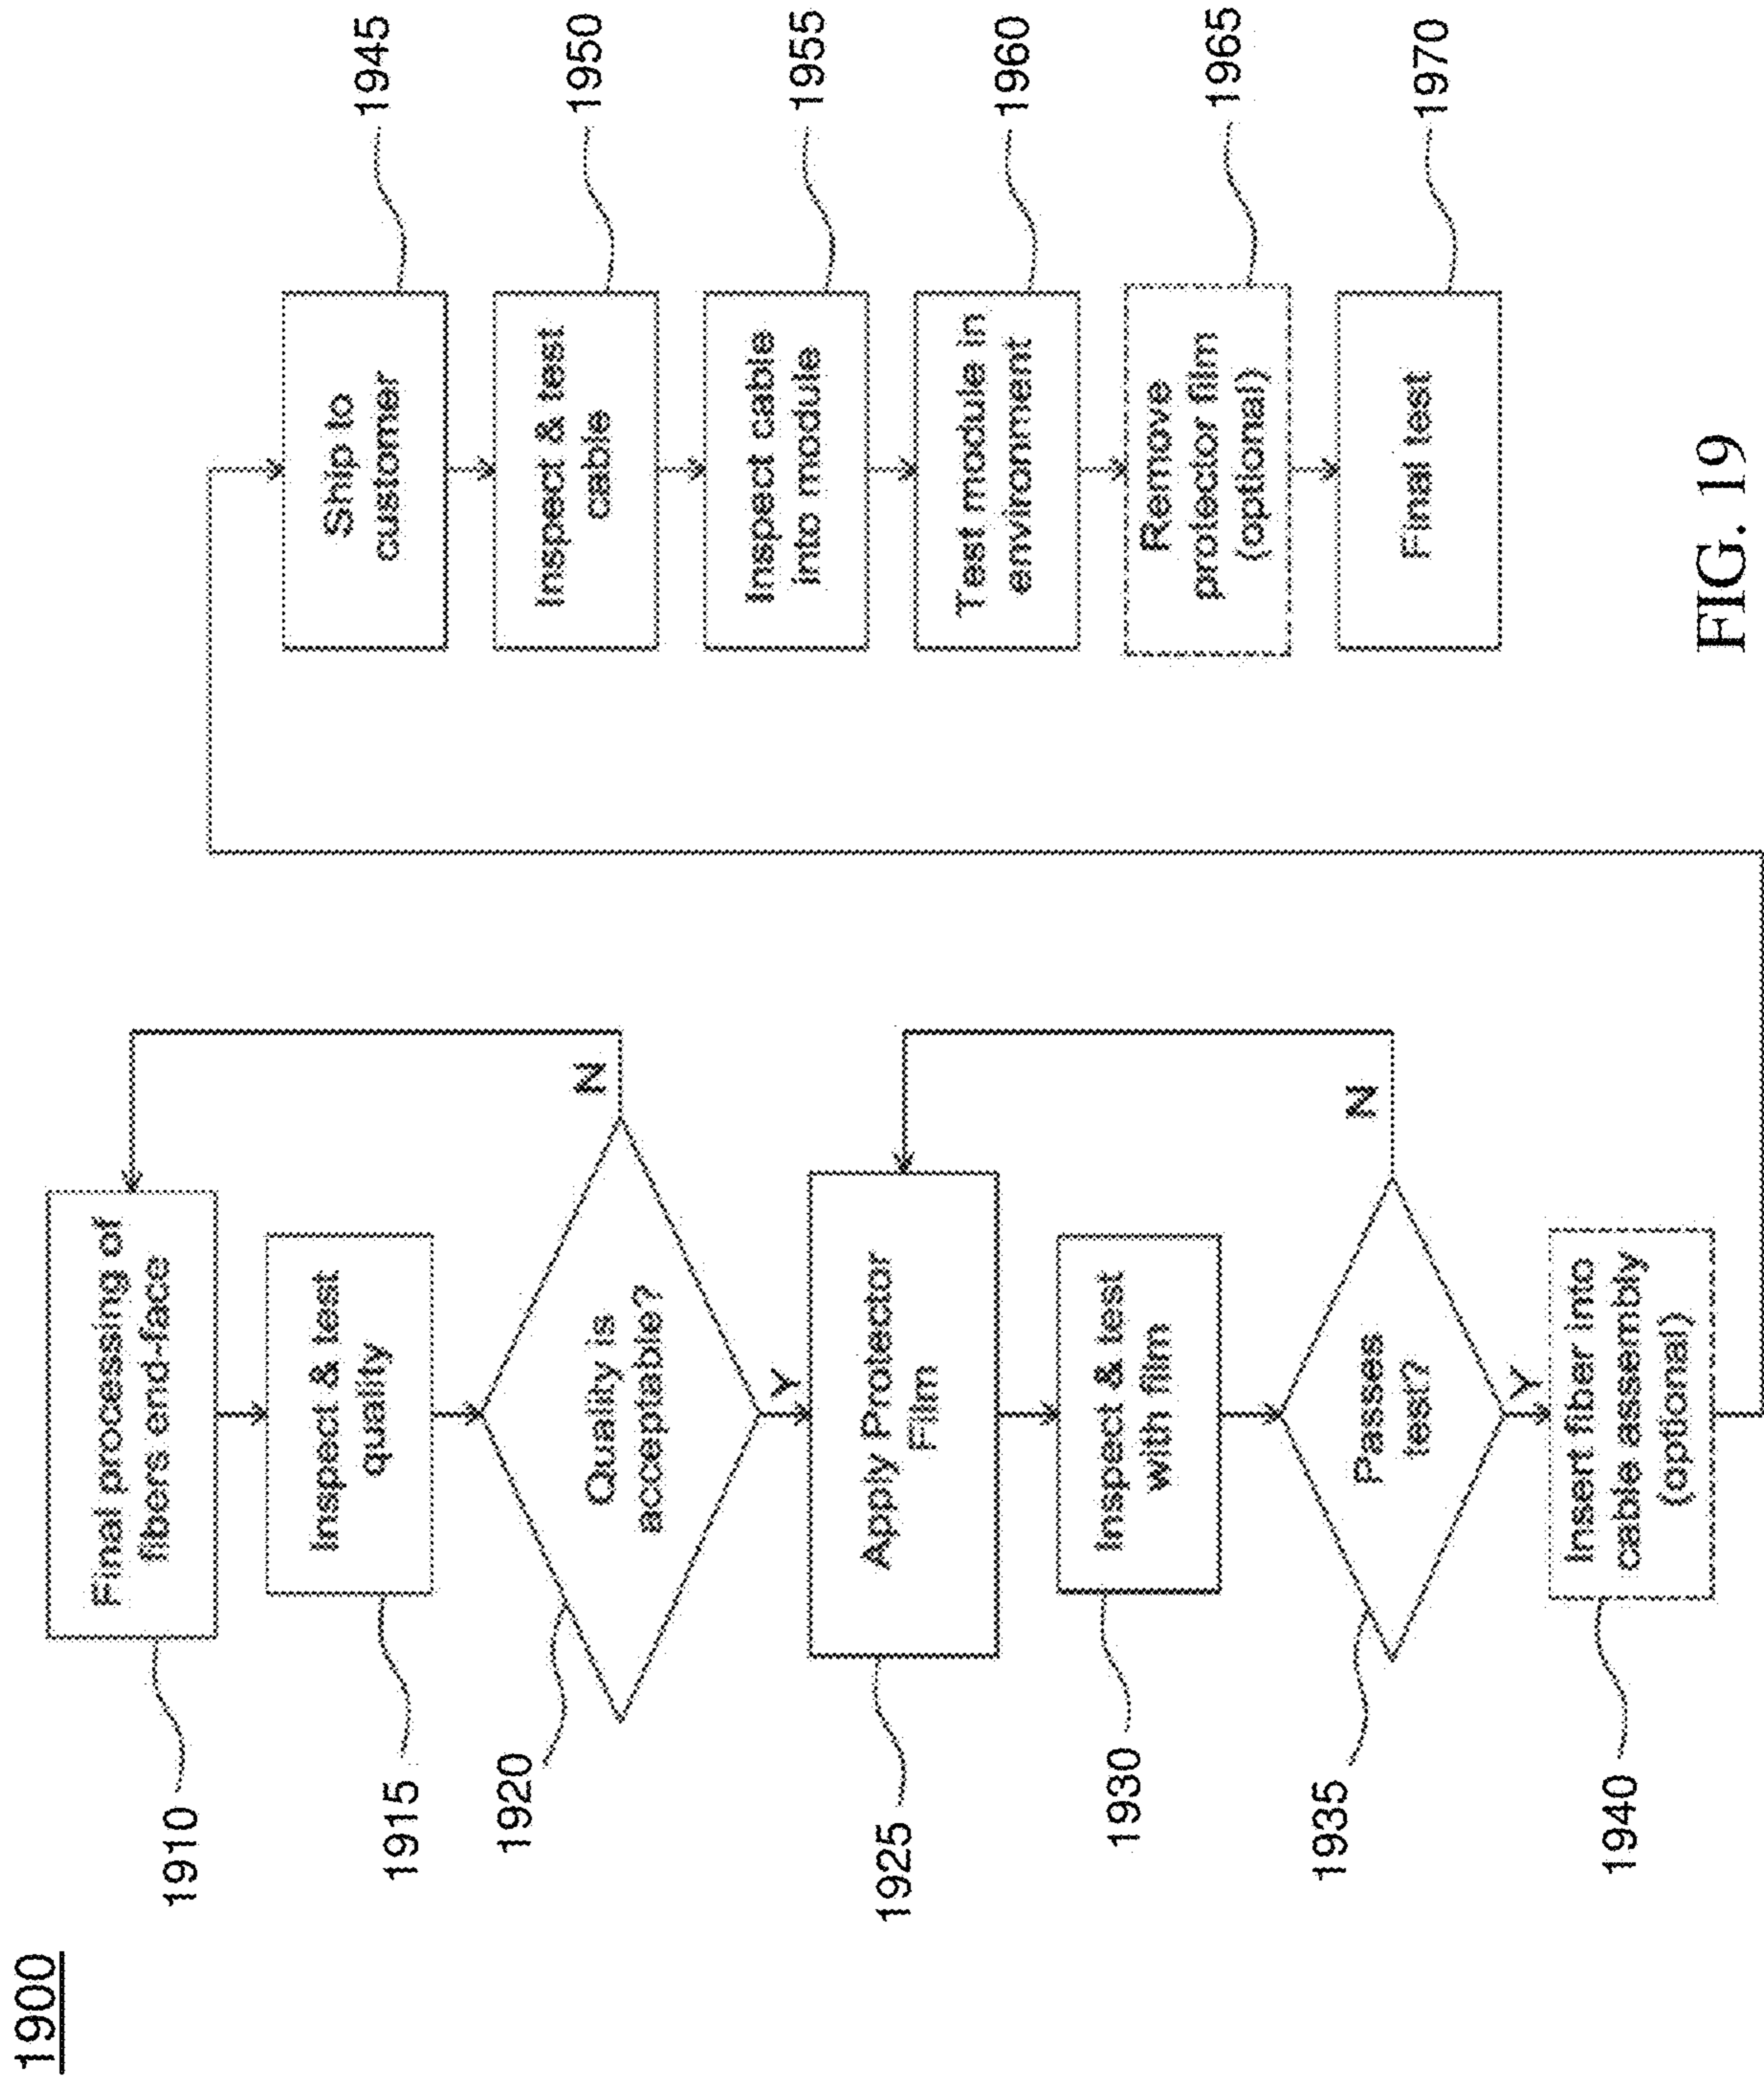 1900
1910
Final processing of
fibers end-face
1915
Inspect & test
quality
1920
Quality is
acceptable?
N
Y
1925
Apply Protector
Film
1930
Inspect & test
with film
1935
Passes
test?
N
Y
1940
Insert fiber into
cable assembly
(optional)
Ship to
customer
1945
Inspect & test
cable
1950
Inspect cable
into module
1955
Test module in
environment
1960
Remove
protector film
(optional)
1965
Final test
1970
FIG. 19